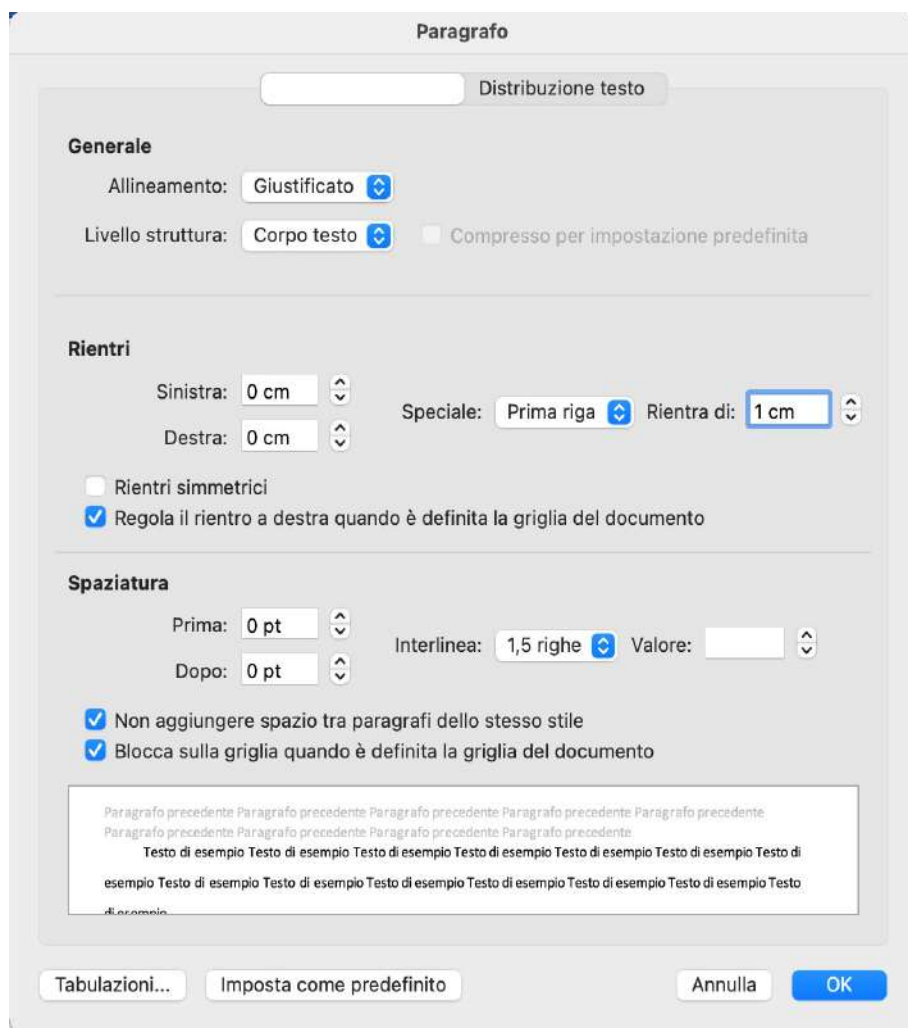 Paragrafo
Distribuzione testo
Generale
Allineamento: Giustificato
Livello struttura: Corpo testo Compresso per impostazione predefinita
Rientri
Sinistra: 0 cm
Speciale: Prima riga Rientra di: 1 cm
Destra: 0 cm
Rientri simmetrici
Regola il rientro a destra quando è definita la griglia del documento
Spaziatura
Prima: 0 pt
Interlinea: 1,5 righe Valore:
Dopo: 0 pt
Non aggiungere spazio tra paragrafi dello stesso stile
Blocca sulla griglia quando è definita la griglia del documento
Paragrafo precedente Paragrafo precedente Paragrafo precedente Paragrafo precedente Paragrafo precedente
Paragrafo precedente Paragrafo precedente Paragrafo precedente Paragrafo precedente
Testo di esempio Testo di esempio Testo di esempio Testo di esempio Testo di esempio Testo di esempio Testo di
esempio Testo di esempio Testo di esempio Testo di esempio Testo di esempio Testo di esempio Testo di esempio Testo
di esempio
Tabulazioni... Imposta come predefinito Annulla OK